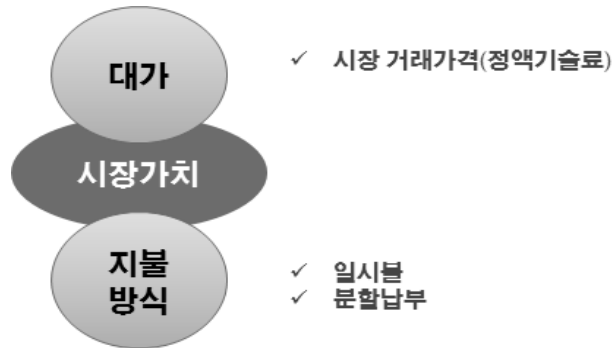 대가
✓ 시장 거래가격(정액기술료)
시장가치
지불
방식
✓ 일시불
✓ 분할납부